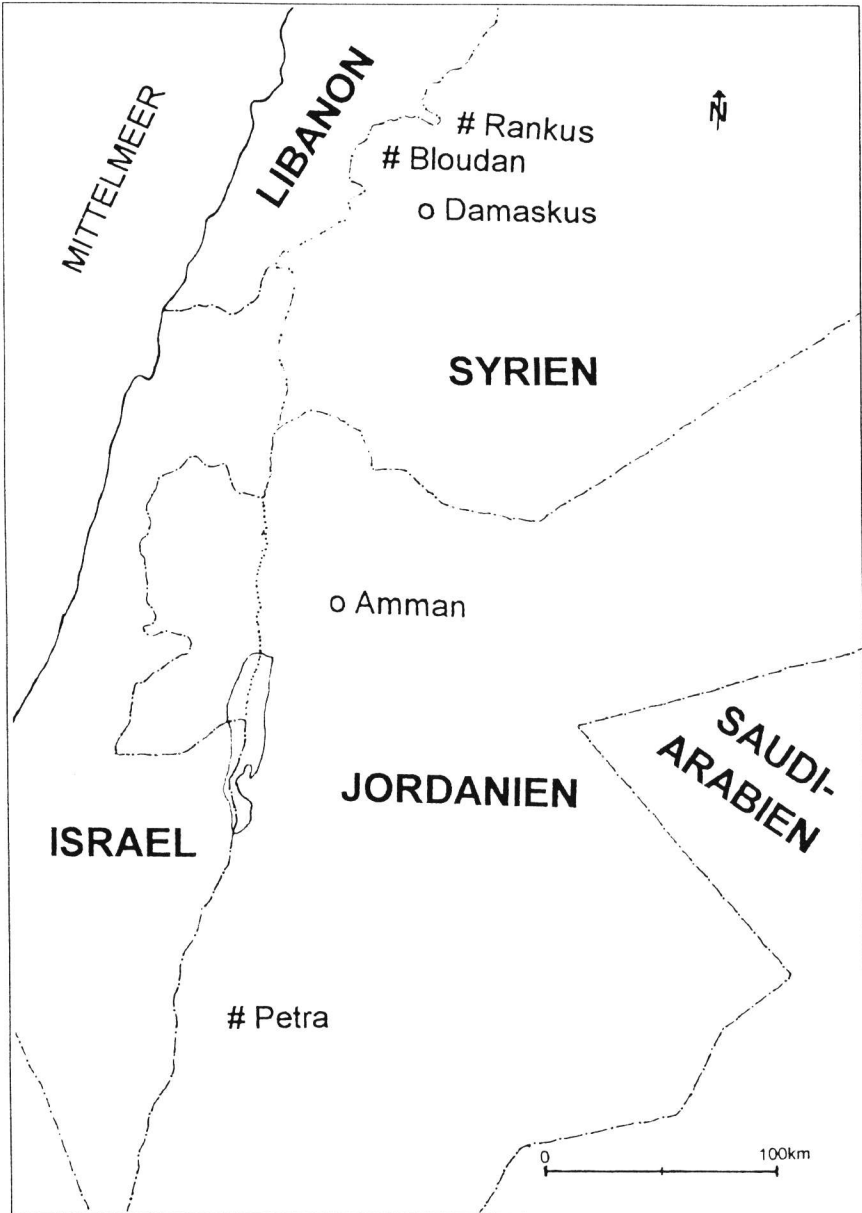 MITTELMEER
LIBANON
N
# Rankus
# Bloudan
o Damaskus
SYRIEN
o Amman
SAUDI-
ARABIEN
JORDANIEN
ISRAEL
# Petra
0 100km